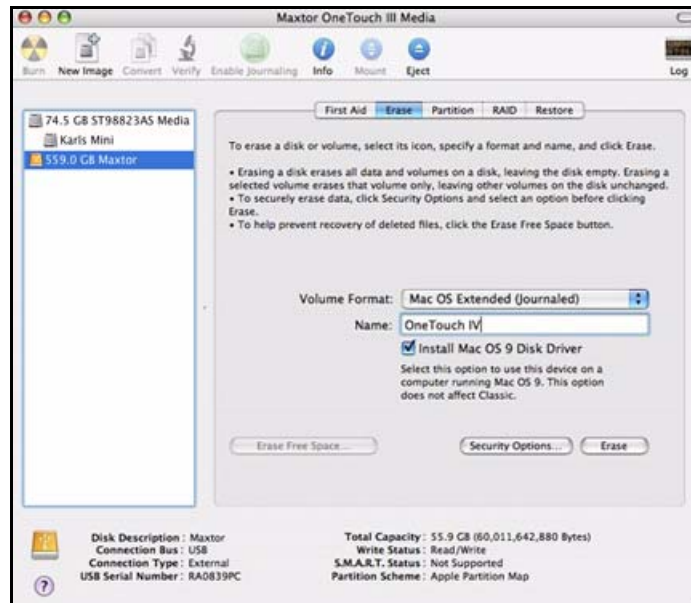 Maxtor OneTouch III Media
Burn New Image Convert Verify Enable Journaling Info Mount Eject Log
74.5 GB ST98823AS Media
Karls Mini
559.0 GB Maxtor
First Aid Erase Partition RAID Restore
To erase a disk or volume, select its icon, specify a format and name, and click Erase.
• Erasing a disk erases all data and volumes on a disk, leaving the disk empty. Erasing a
selected volume erases that volume only, leaving other volumes on the disk unchanged.
• To securely erase data, click Security Options and select an option before clicking
Erase.
• To help prevent recovery of deleted files, click the Erase Free Space button.
Volume Format: Mac OS Extended (Journaled)
Name: OneTouch IV
Install Mac OS 9 Disk Driver
Select this option to use this device on a
computer running Mac OS 9. This option
does not affect Classic.
Erase Free Space... Security Options... Erase
Disk Description : Maxtor
Connection Bus : USB
Connection Type : External
USB Serial Number : RA0839PC
Total Capacity : 55.9 GB (60,011,642,880 Bytes)
Write Status : Read/Write
S.M.A.R.T. Status : Not Supported
Partition Scheme : Apple Partition Map
?